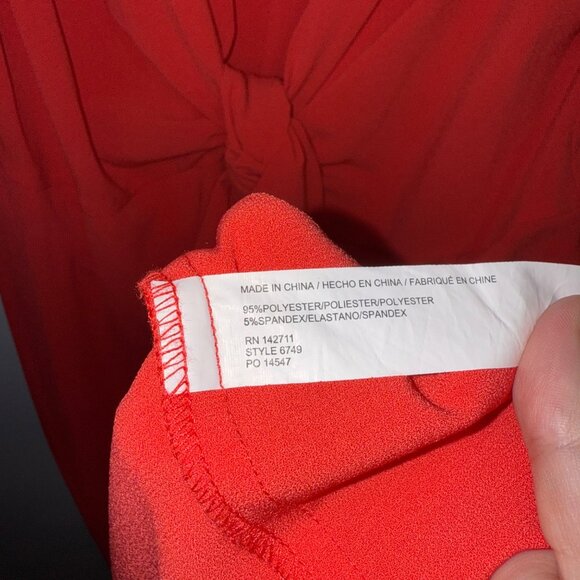 MADE IN CHINA / HECHO EN CHINA / FABRIQUÉ EN CHINE
95%POLYESTER/POLIESTER/POLYESTER
5%SPANDEX/ELASTANO/SPANDEX
RN 142711
STYLE 6749
PO 14547